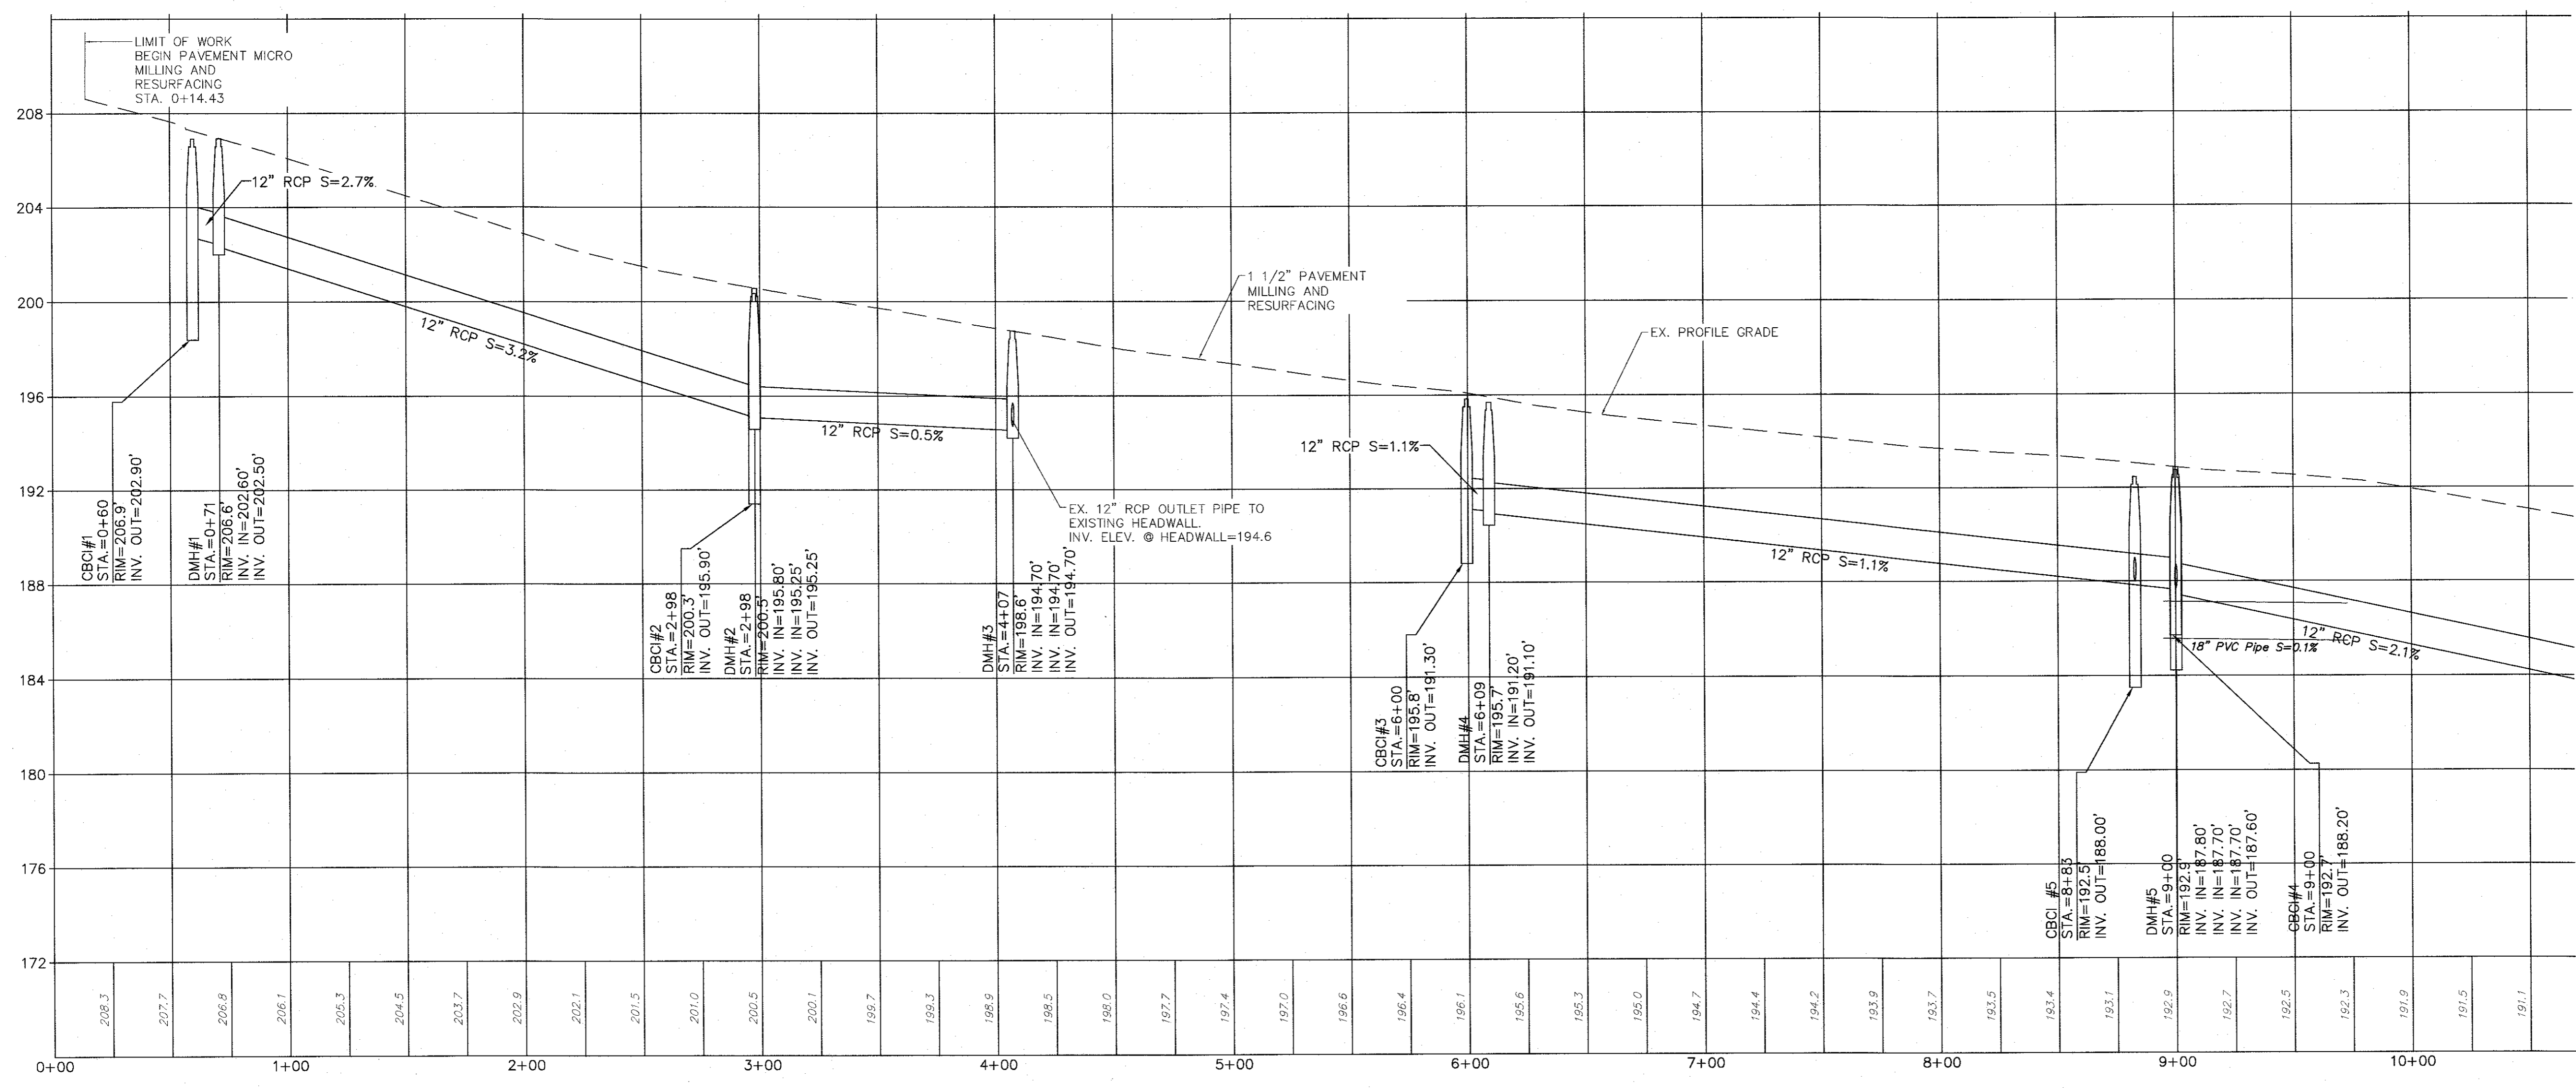 LIMIT OF WORK
BEGIN PAVEMENT MICRO
MILLING AND
RESURFACING
STA. 0+14.43
208
204
200
196
192
188
184
180
176
172
12" RCP S=2.7%
12" RCP S=3.2%
12" RCP S=0.5%
1 1/2" PAVEMENT
MILLING AND
RESURFACING
EX. PROFILE GRADE
12" RCP S=1.1%
12" RCP S=1.1%
EX. 12" RCP OUTLET PIPE TO
EXISTING HEADWALL.
INV. ELEV. @ HEADWALL=194.6
12" RCP S=2.1%
18" PVC Pipe S=0.1%
CBCI#1
STA.=0+60
RIM=206.9'
INV. OUT=202.90'
DMH#1
STA.=0+71
RIM=206.6'
INV. IN=202.60'
INV. OUT=202.50'
CBCI#2
STA.=2+98
RIM=200.3'
INV. OUT=195.90'
DMH#2
STA.=2+98
RIM=200.5'
INV. IN=195.80'
INV. IN=195.25'
INV. OUT=195.25'
DMH#3
STA.=4+07
RIM=198.6'
INV. IN=194.70'
INV. IN=194.70'
INV. OUT=194.70'
CBCI#3
STA.=6+00
RIM=195.8'
INV. OUT=191.30'
DMH#4
STA.=6+09
RIM=195.7'
INV. IN=191.20'
INV. OUT=191.10'
CBCI #5
STA.=8+83
RIM=192.5'
INV. OUT=188.00'
DMH#5
STA.=9+00
RIM=192.9'
INV. IN=187.80'
INV. IN=187.70'
INV. IN=187.70'
INV. OUT=187.60'
CBCI#4
STA.=9+00
RIM=192.7'
INV. OUT=188.20'
208.3
207.7
206.8
206.1
205.3
204.5
203.7
202.9
202.1
201.5
201.0
200.5
200.1
199.7
199.3
198.9
198.5
198.0
197.7
197.4
197.0
196.6
196.4
196.1
195.6
195.3
195.0
194.7
194.4
194.2
193.9
193.7
193.5
193.4
193.1
192.9
192.7
192.5
192.3
191.9
191.5
191.1
0+00
1+00
2+00
3+00
4+00
5+00
6+00
7+00
8+00
9+00
10+00